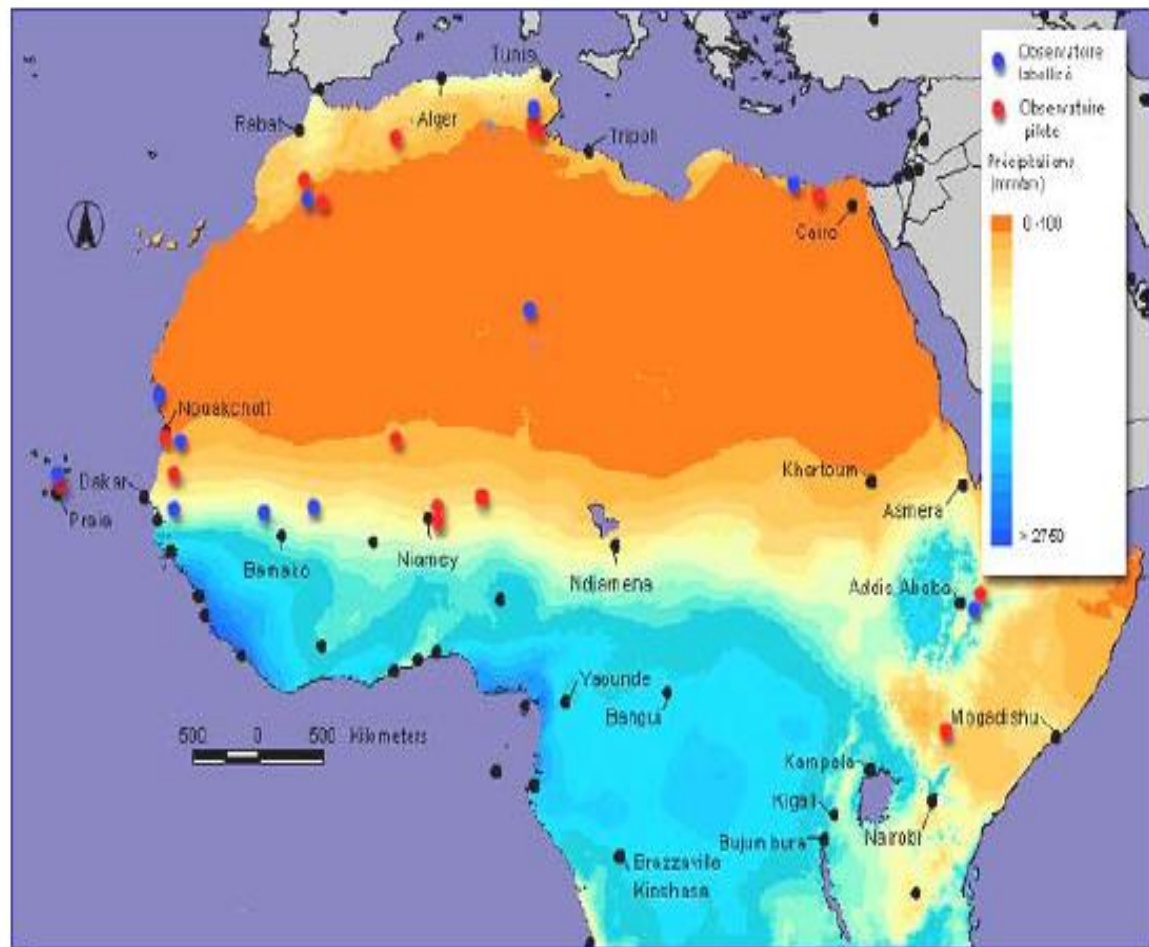 Tunis
Alger
Rabat
Tripoli
Cairo
Nouakchott
Dakar
Praia
Khartoum
Asmera
Bamako
Niamey
Ndjamena
Addis Ababa
Yaounde
Bangui
Mogadishu
Kampala
Kigali
Nairobi
Bujumbura
Brazzaville
Kinshasa
500 0 500 Kilometers
Observatoire
labellisé
Observatoire
pilote
Précipitations
(mm/an)
0-100
> 2750